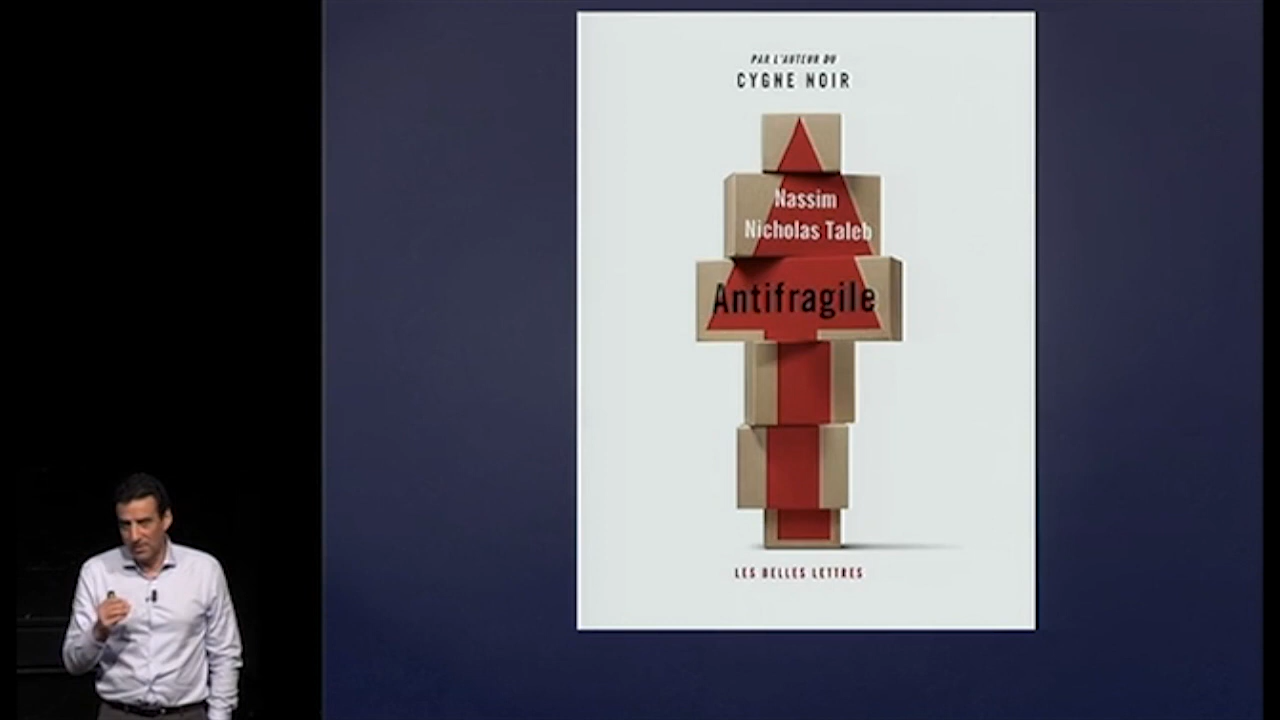 PAR L'AUTEUR DU
CYGNE NOIR
Nassim
Nicholas Taleb
Antifragile
LES BELLES LETTRES